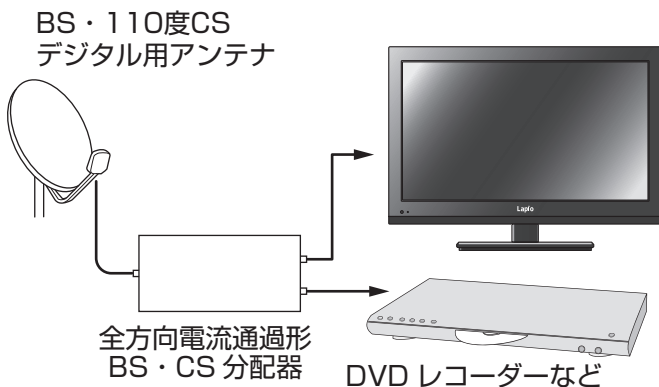 BS・110度CS
デジタル用アンテナ
Laplo
全方向電流通過形
BS・CS 分配器
DVD レコーダーなど